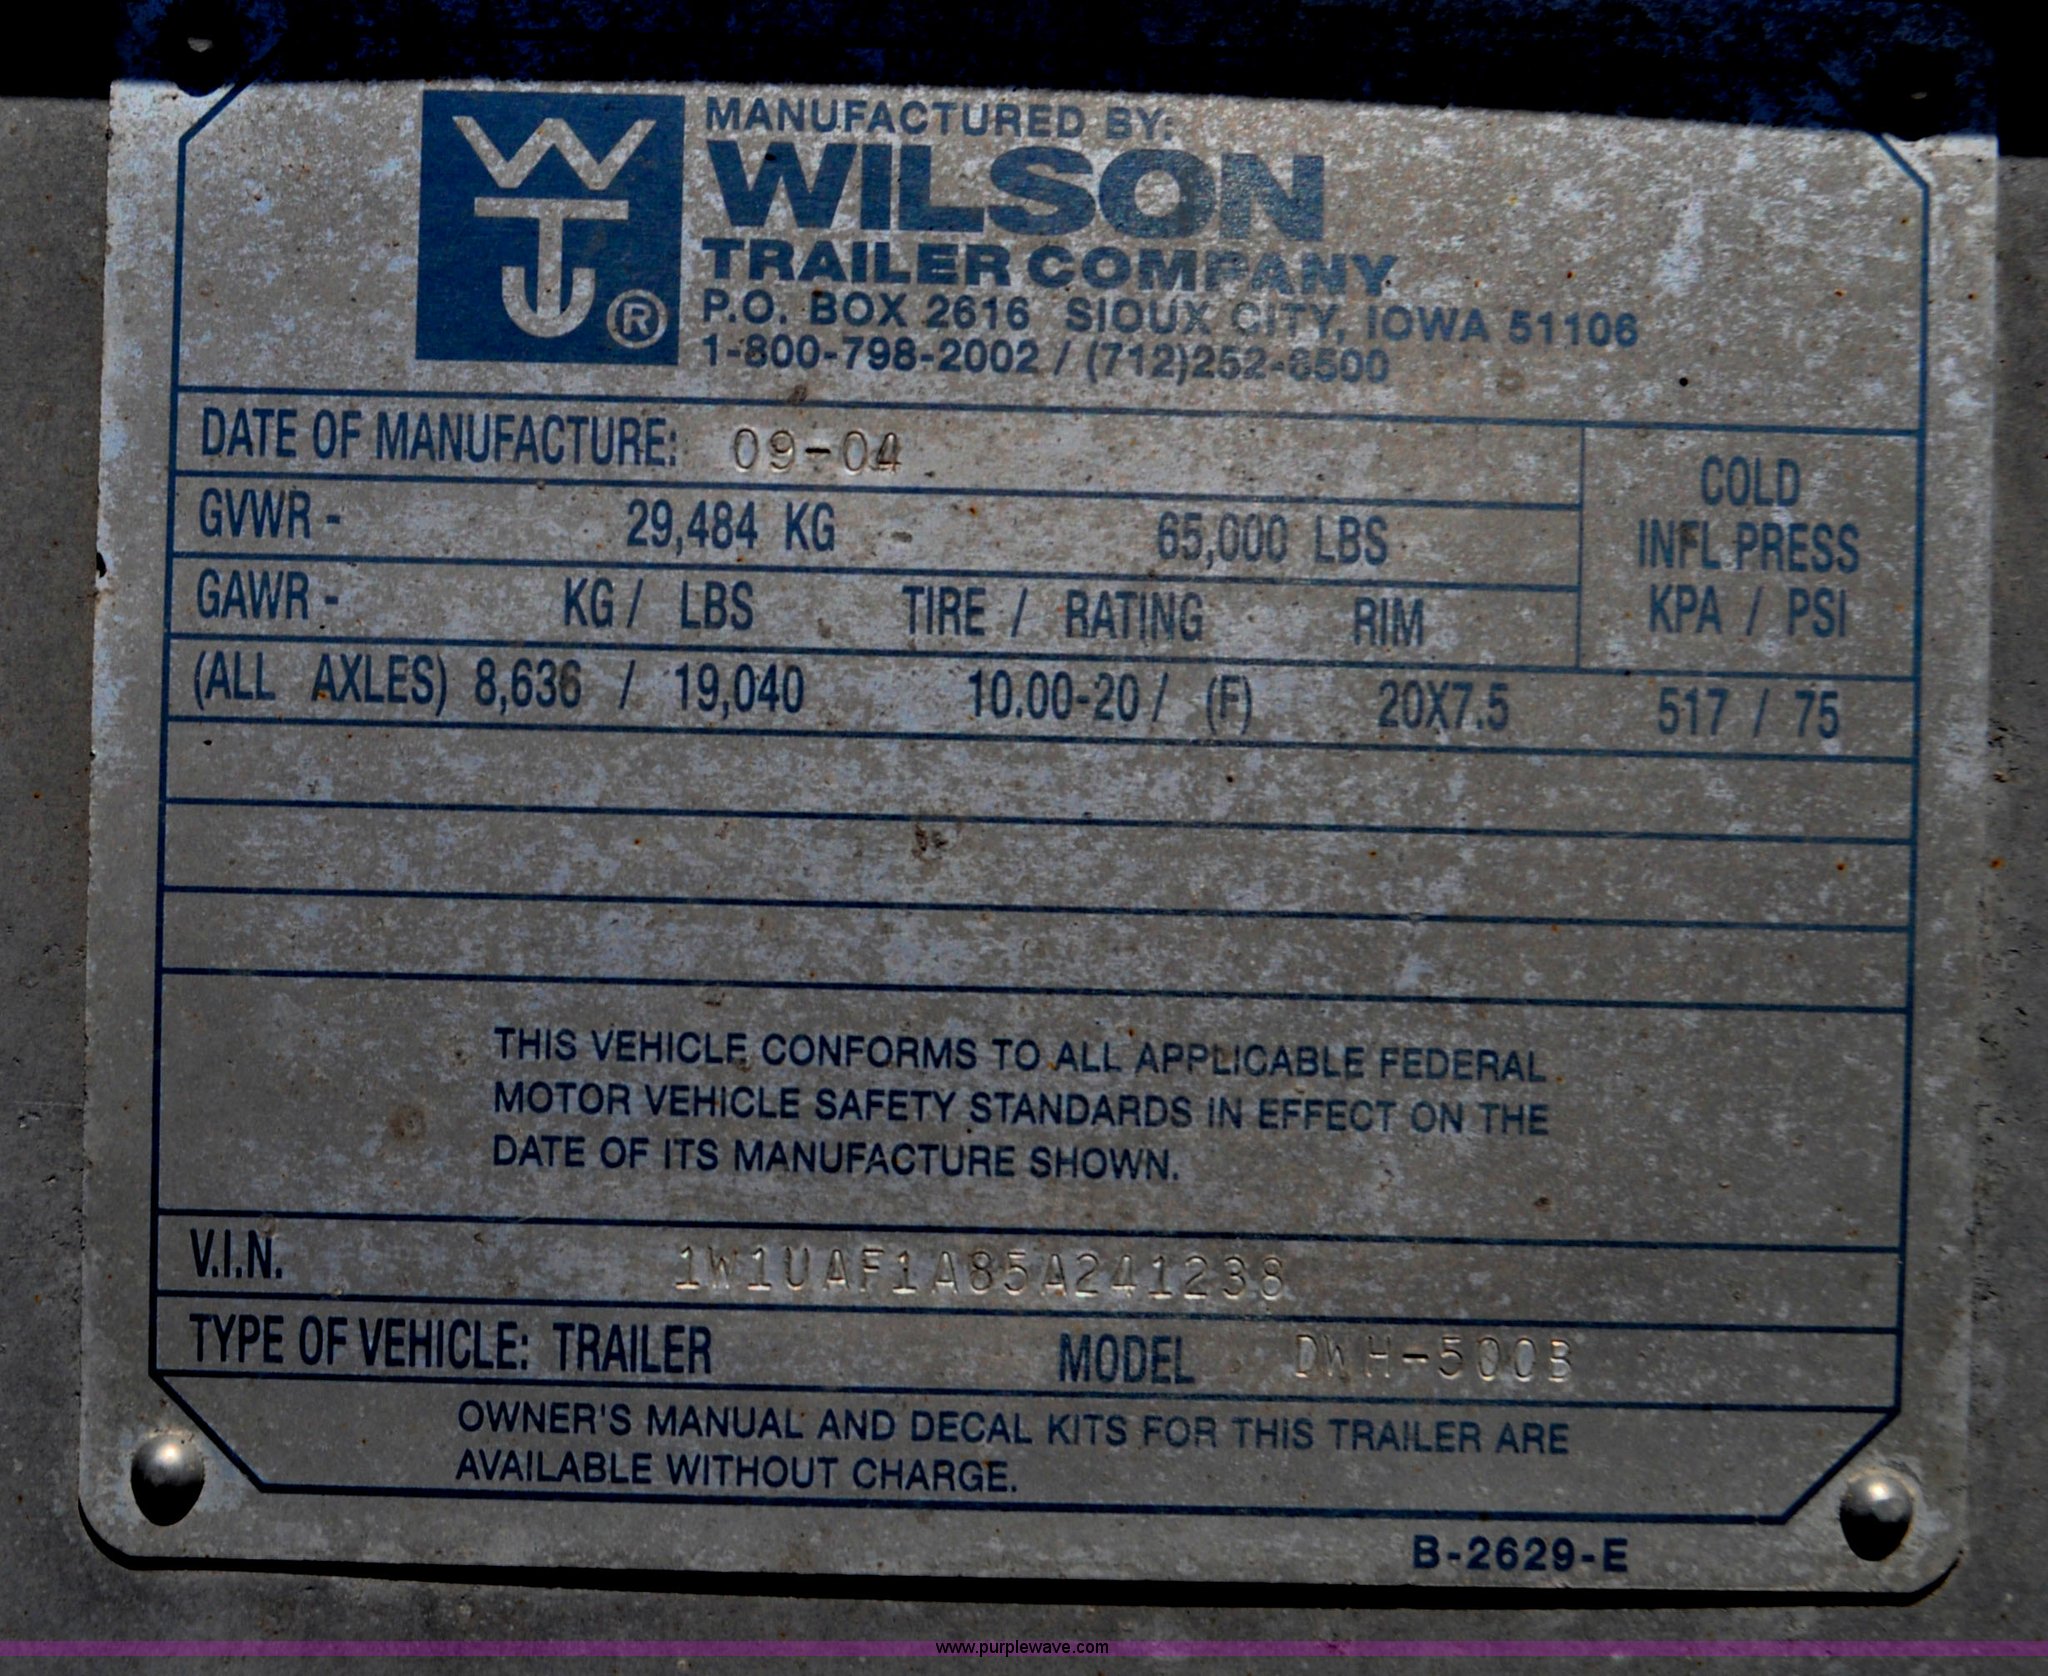 WTJ®
MANUFACTURED BY:
WILSON
TRAILER COMPANY
P.O. BOX 2616 SIOUX CITY, IOWA 51106
1-800-798-2002 / (712)252-6500
DATE OF MANUFACTURE: 09-04
GVWR - 29,484 KG 65,000 LBS
COLD
INFL.PRESS
KPA / PSI
GAWR - KG / LBS TIRE / RATING RIM
(ALL AXLES) 8,636 / 19,040 10.00-20 / (F) 20X7.5 517 / 75
THIS VEHICLE CONFORMS TO ALL APPLICABLE FEDERAL
MOTOR VEHICLE SAFETY STANDARDS IN EFFECT ON THE
DATE OF ITS MANUFACTURE SHOWN.
V.I.N. 1W1UAF1A85A241238
TYPE OF VEHICLE: TRAILER MODEL DWH-500B
OWNER'S MANUAL AND DECAL KITS FOR THIS TRAILER ARE
AVAILABLE WITHOUT CHARGE.
B-2629-E
www.purplewave.com